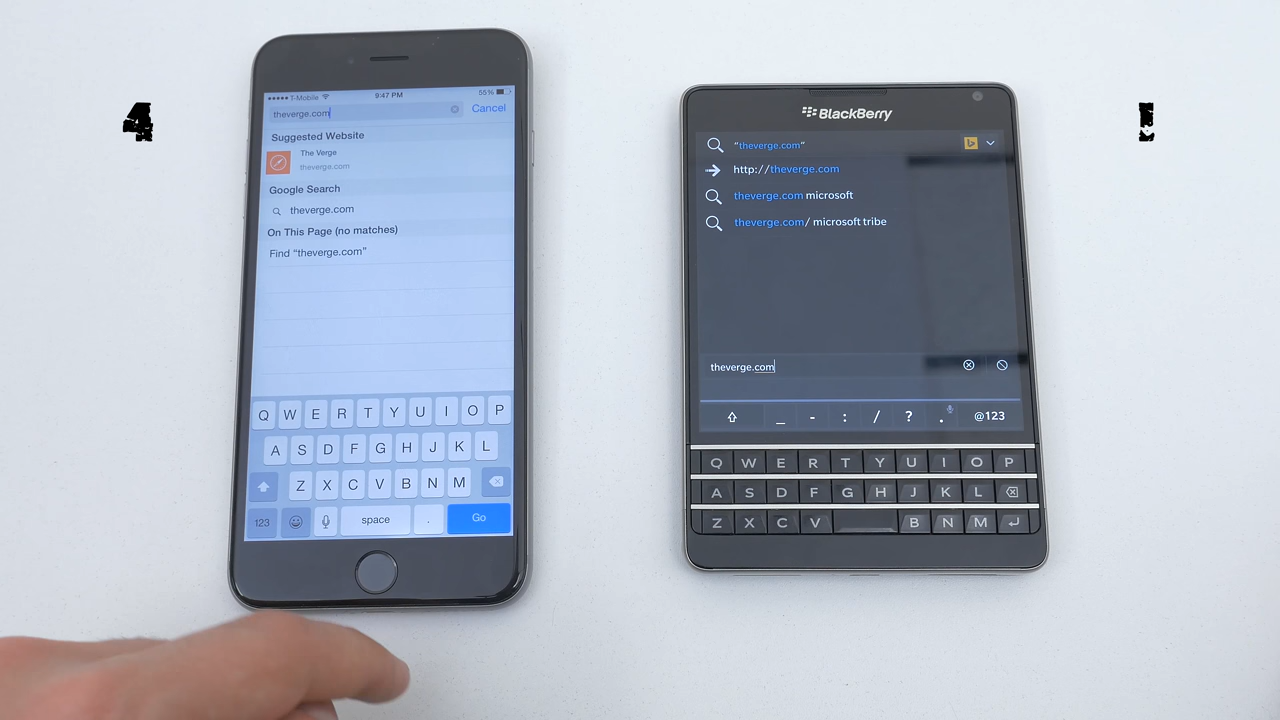 4
T-Mobile 9:47 PM 55%
theverge.com Cancel
Suggested Website
The Verge
theverge.com
Google Search
theverge.com
On This Page (no matches)
Find “theverge.com”
Q W E R T Y U I O P
A S D F G H J K L
Z X C V B N M
123 space . Go
!
BlackBerry
"theverge.com"
http://theverge.com
theverge.com microsoft
theverge.com/ microsoft tribe
theverge.com
_ - : / ? . @123
Q W E R T Y U I O P
A S D F G H J K L
Z X C V B N M